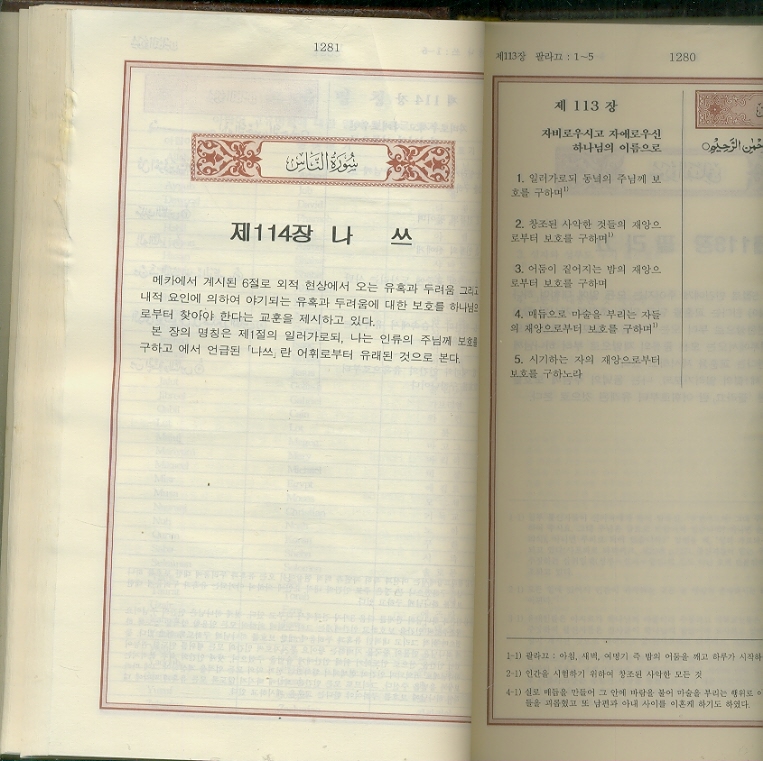 1281
سُورَةُ النَّاسِ
제114장 나 쓰
메카에서 계시된 6절로 외적 현상에서 오는 유혹과 두려움 그리고
내적 요인에 의하여 야기되는 유혹과 두려움에 대한 보호를 하나님으
로부터 찾아야 한다는 교훈을 제시하고 있다.
본 장의 명칭은 제1절의 일러가로되, 나는 인류의 주님께 보호를
구하고 에서 언급된 「나쓰」란 어휘로부터 유래된 것으로 본다.
제113장 팔라끄 : 1~5 1280
제 113 장
자비로우시고 자애로우신
하나님의 이름으로
1. 일러가로되 동녘의 주님께 보
호를 구하며1)
2. 창조된 사악한 것들의 재앙으
로부터 보호를 구하며1)
3. 어둠이 짙어지는 밤의 재앙으
로부터 보호를 구하며
4. 매듭으로 마술을 부리는 자들
의 재앙으로부터 보호를 구하며1)
5. 시기하는 자의 재앙으로부터
보호를 구하노라
1-1) 팔라끄 : 아침, 새벽, 여명기 즉 밤의 어둠을 깨고 하루가 시작하
2-1) 인간을 시험하기 위하여 창조된 사악한 모든 것
4-1) 실로 매듭을 만들어 그 안에 바람을 불어 마술을 부리는 행위로
들을 괴롭혔고 또 남편과 아내 사이를 이혼케 하기도 하였다.